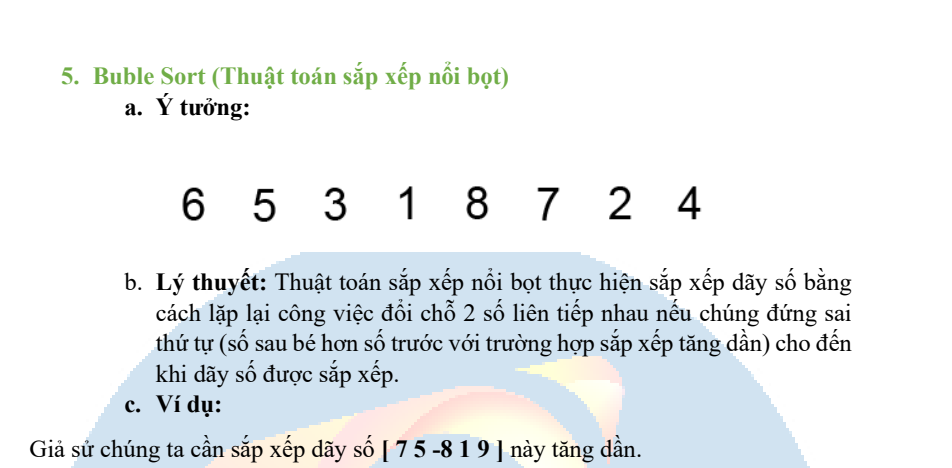 5. Buble Sort (Thuật toán sắp xếp nổi bọt)
a. Ý tưởng:
6 5 3 1 8 7 2 4
b. Lý thuyết: Thuật toán sắp xếp nổi bọt thực hiện sắp xếp dãy số bằng
cách lặp lại công việc đổi chỗ 2 số liên tiếp nhau nếu chúng đứng sai
thứ tự (số sau bé hơn số trước với trường hợp sắp xếp tăng dần) cho đến
khi dãy số được sắp xếp.
c. Ví dụ:
Giả sử chúng ta cần sắp xếp dãy số [ 7 5 -8 1 9 ] này tăng dần.